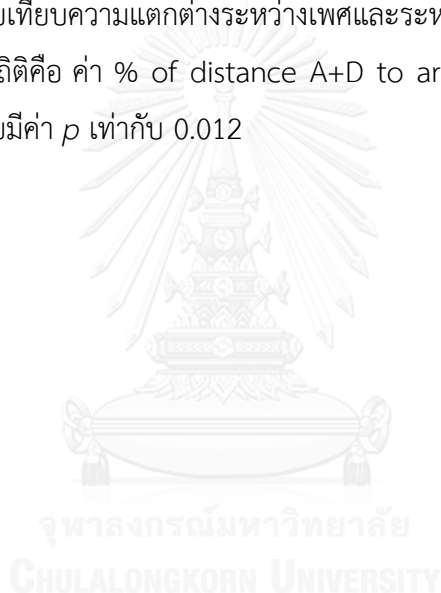 เทียบความแตกต่างระหว่างเพศและระห
คือ ค่า % of distance A+D to ar
มีค่า p เท่ากับ 0.012
จุฬาลงกรณ์มหาวิทยาลัย
CHULALONGKORN UNIVERSITY